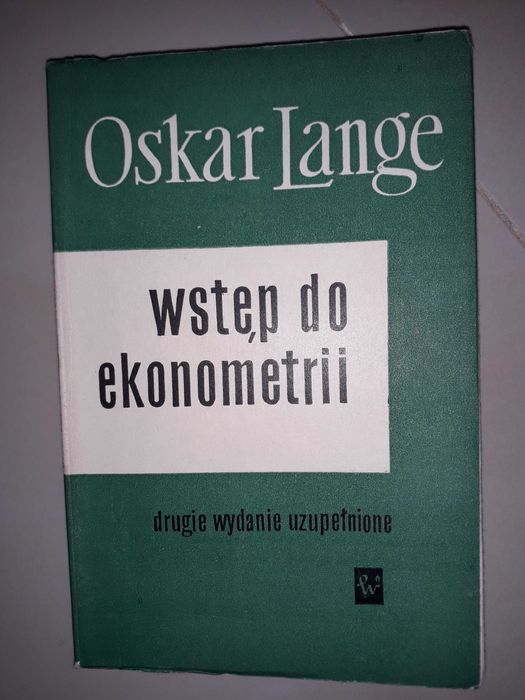 Oskar Lange
wstęp do
ekonometrii
drugie wydanie uzupełnione